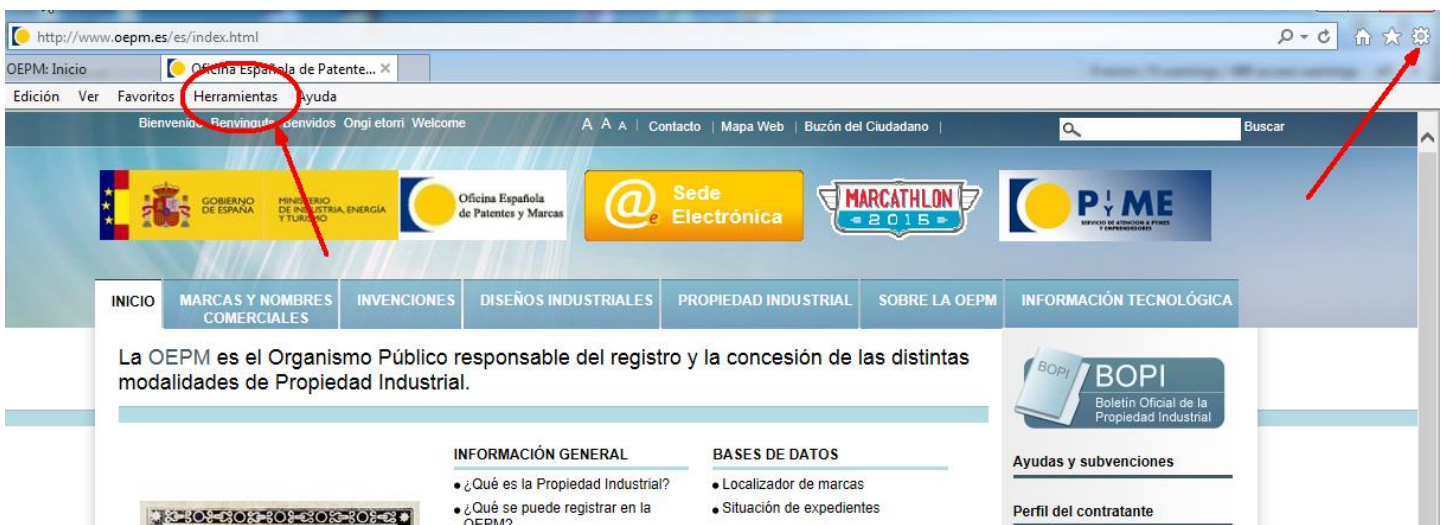 http://www.oepm.es/es/index.html
OEPM: Inicio
Oficina Española de Patente...
Edición Ver Favoritos Herramientas Ayuda
Bienvenido Benvinguts Benvidos Ongi etorri Welcome
A A A | Contacto | Mapa Web | Buzón del Ciudadano |
Buscar
GOBIERNO
DE ESPAÑA
MINISTERIO
DE INDUSTRIA, ENERGÍA
Y TURISMO
Oficina Española
de Patentes y Marcas
@e
Sede
Electrónica
MARCATHLON
2015
PYME
SERVICIO DE ATENCION A PYMES
Y EMPRENDEDORES
INICIO
MARCAS Y NOMBRES
COMERCIALES
INVENCIONES
DISEÑOS INDUSTRIALES
PROPIEDAD INDUSTRIAL
SOBRE LA OEPM
INFORMACIÓN TECNOLÓGICA
La OEPM es el Organismo Público responsable del registro y la concesión de las distintas
modalidades de Propiedad Industrial.
BOPI
BOPI
Boletín Oficial de la
Propiedad Industrial
INFORMACIÓN GENERAL
¿Qué es la Propiedad Industrial?
¿Qué se puede registrar en la
OEPM?
BASES DE DATOS
Localizador de marcas
Situación de expedientes
Ayudas y subvenciones
Perfil del contratante